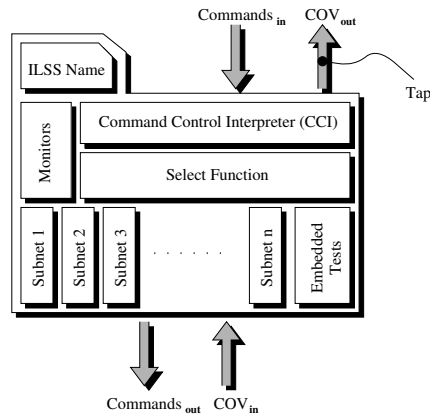 Commands in COV out
ILSS Name
Tap
Command Control Interpreter (CCI)
Monitors
Select Function
Subnet 1
Subnet 2
Subnet 3
. . . . . .
Subnet n
Embedded
Tests
Commands out COV in